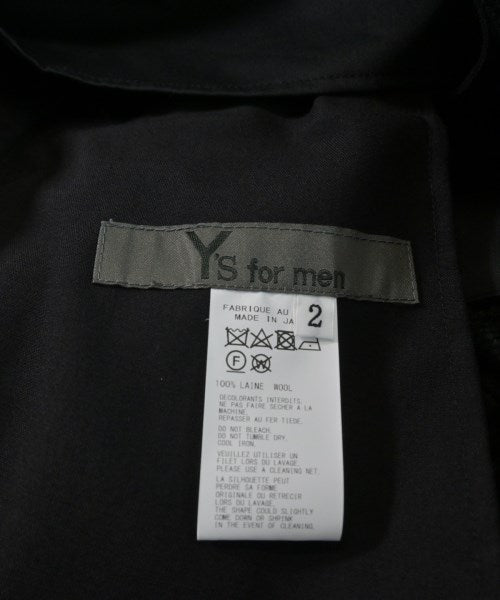 Y's for men
FABRIQUE AU
MADE IN JA
2
F
W
100% LAINE WOOL
DECOLORANTS INTERDITS.
NE PAS FAIRE SECHER A LA
MACHINE.
REPASSER AU FER TIEDE.
DO NOT BLEACH.
DO NOT TUMBLE DRY.
COOL IRON.
VEUILLEZ UTILISER UN
FILET LORS DU LAVAGE.
PLEASE USE A CLEANING NET.
LA SILHOUETTE PEUT
PERDRE SA FORME
ORIGINALE OU RETRECIR
LORS DU LAVAGE.
THE SHAPE COULD SLIGHTLY
COME DOWN OR SHRINK
IN THE EVENT OF CLEANING.